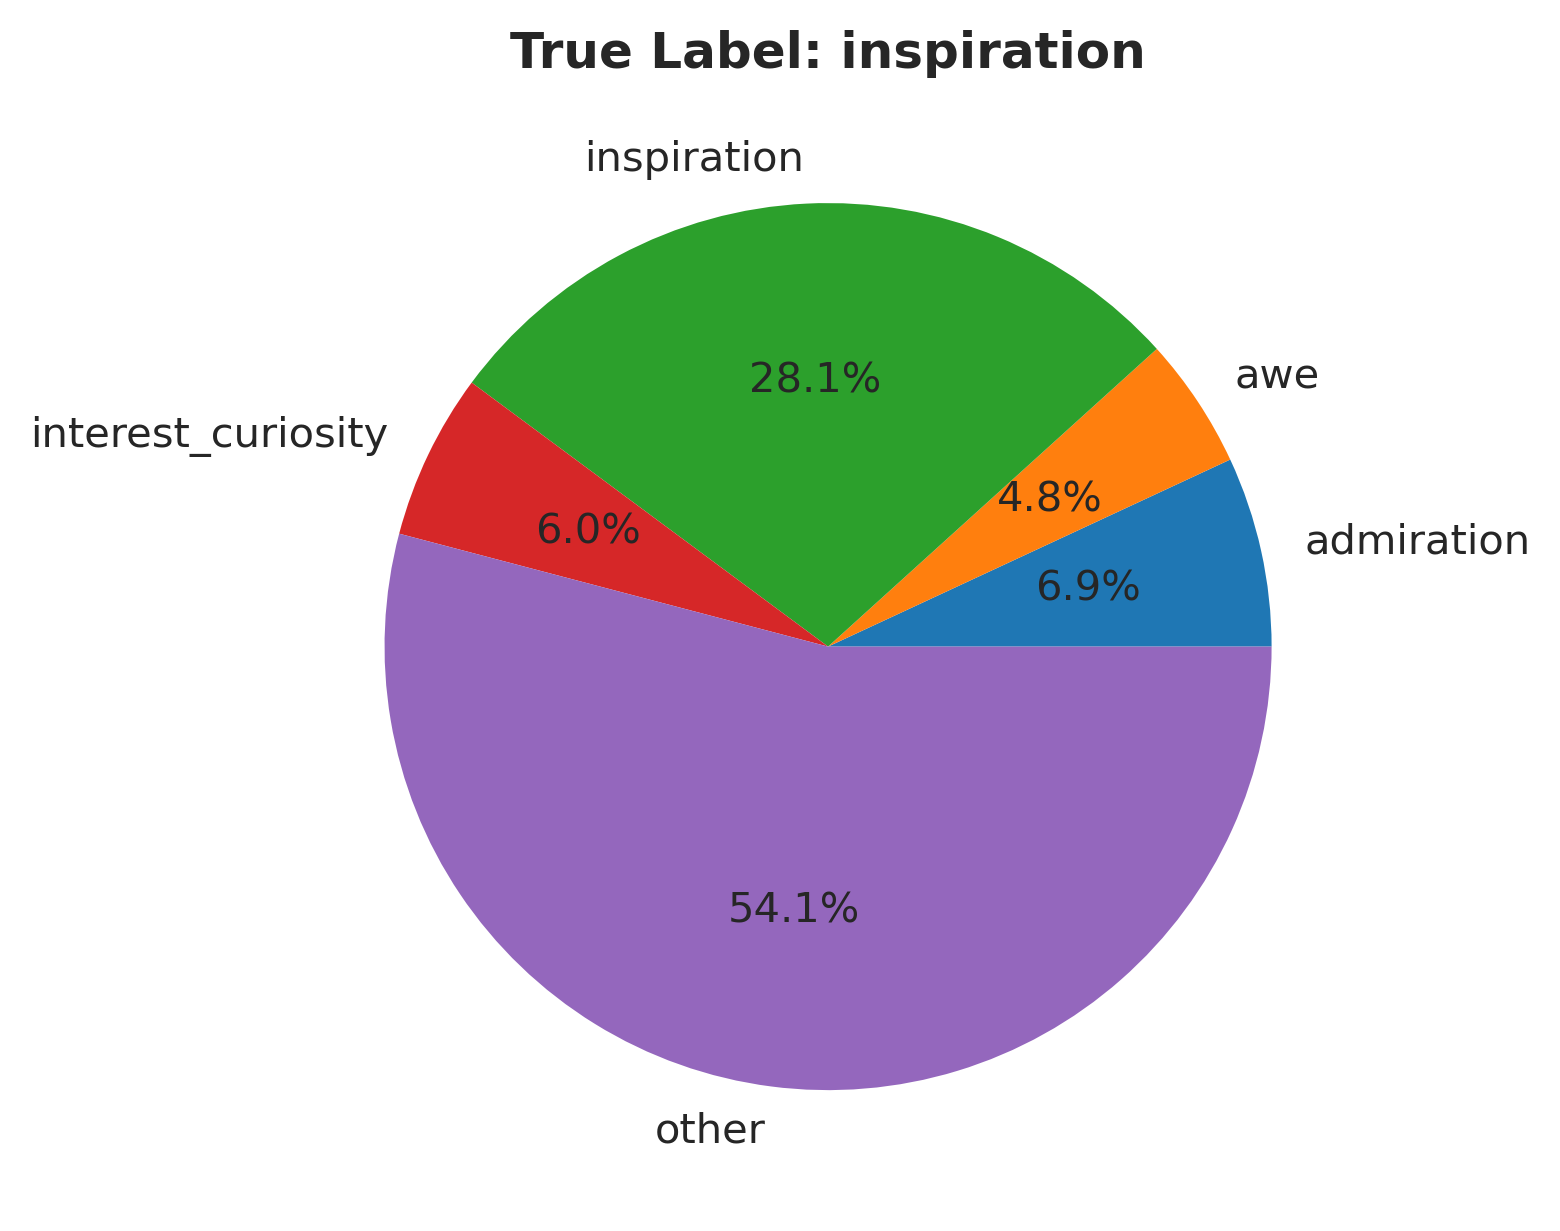 True Label: inspiration
inspiration
28.1%
awe
4.8%
interest_curiosity
6.0%
admiration
6.9%
54.1%
other